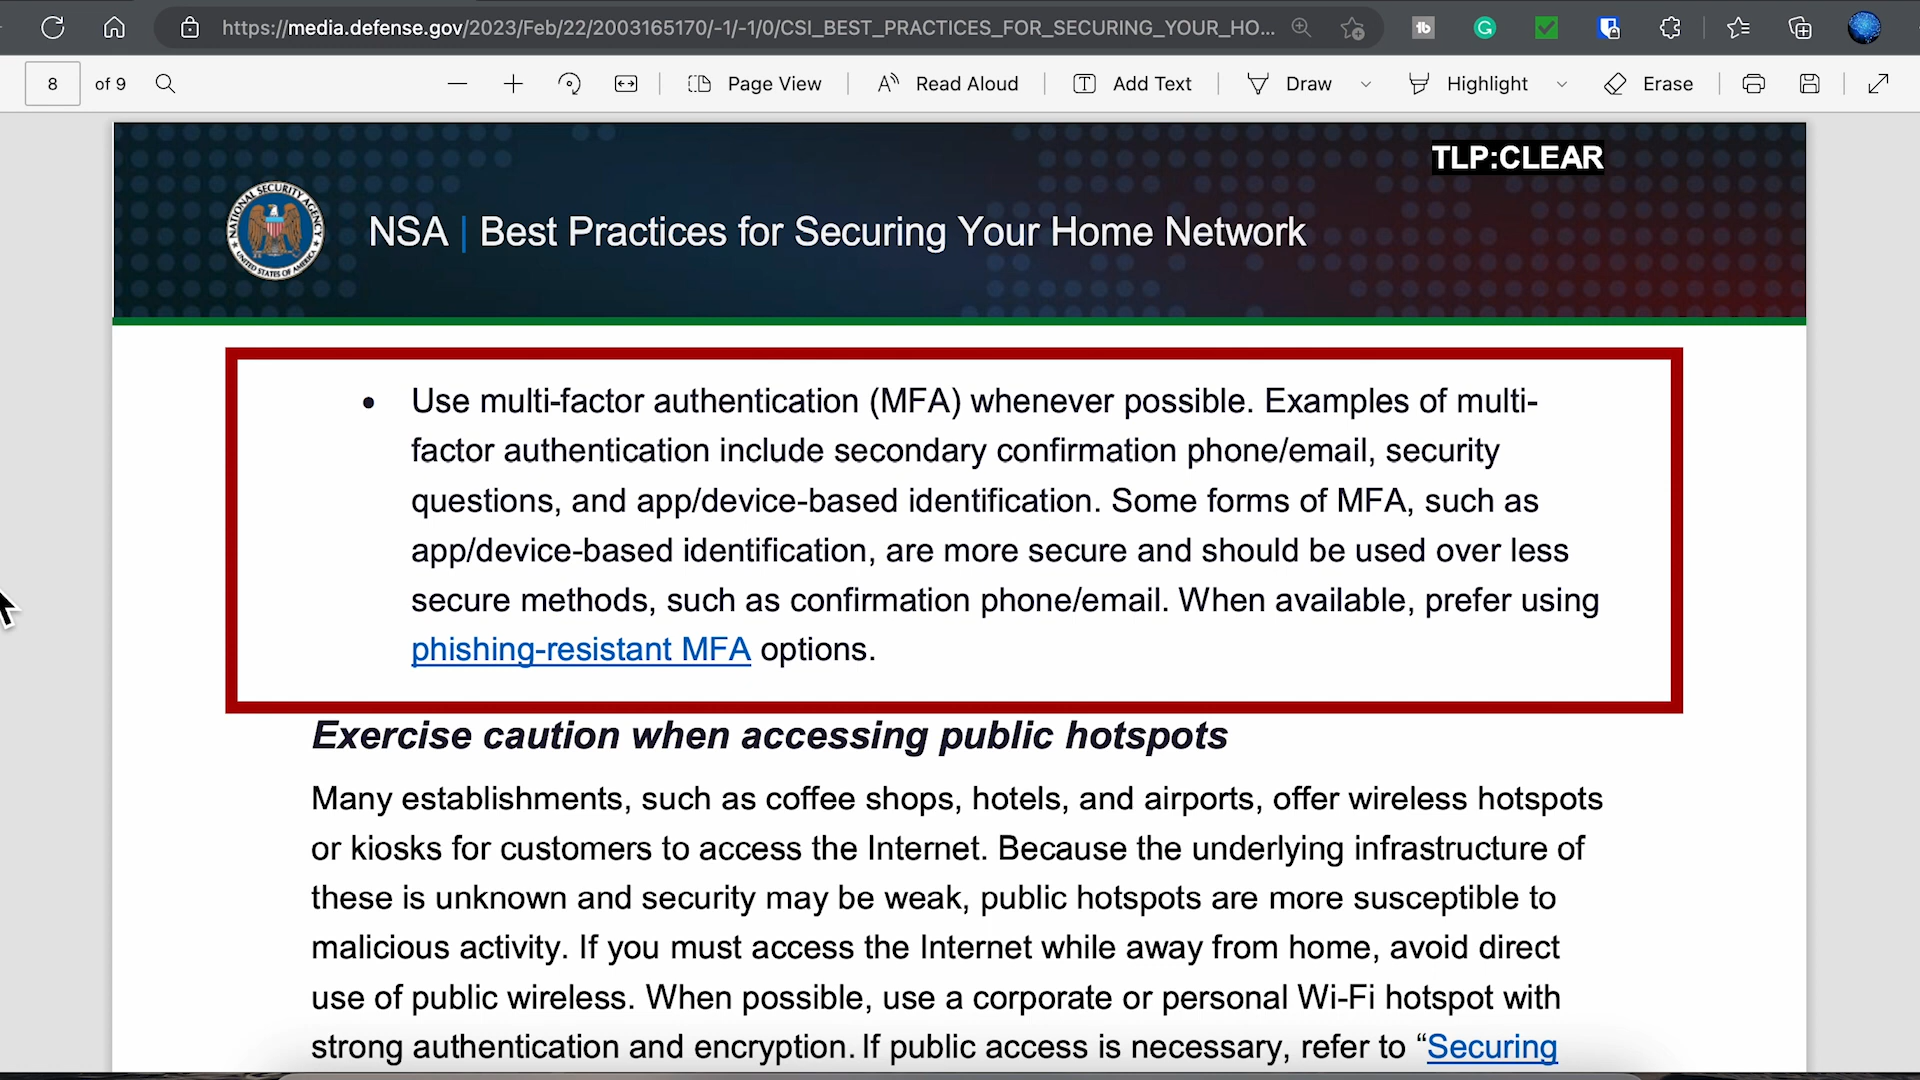 https://media.defense.gov/2023/Feb/22/2003165170/-1/-1/0/CSI_BEST_PRACTICES_FOR_SECURING_YOUR_HO...
8 of 9 Page View Read Aloud Add Text Draw Highlight Erase
TLP:CLEAR
NATIONAL SECURITY AGENCY
UNITED STATES OF AMERICA
NSA | Best Practices for Securing Your Home Network
• Use multi-factor authentication (MFA) whenever possible. Examples of multi-
factor authentication include secondary confirmation phone/email, security
questions, and app/device-based identification. Some forms of MFA, such as
app/device-based identification, are more secure and should be used over less
secure methods, such as confirmation phone/email. When available, prefer using
phishing-resistant MFA options.
Exercise caution when accessing public hotspots
Many establishments, such as coffee shops, hotels, and airports, offer wireless hotspots
or kiosks for customers to access the Internet. Because the underlying infrastructure of
these is unknown and security may be weak, public hotspots are more susceptible to
malicious activity. If you must access the Internet while away from home, avoid direct
use of public wireless. When possible, use a corporate or personal Wi-Fi hotspot with
strong authentication and encryption. If public access is necessary, refer to “Securing